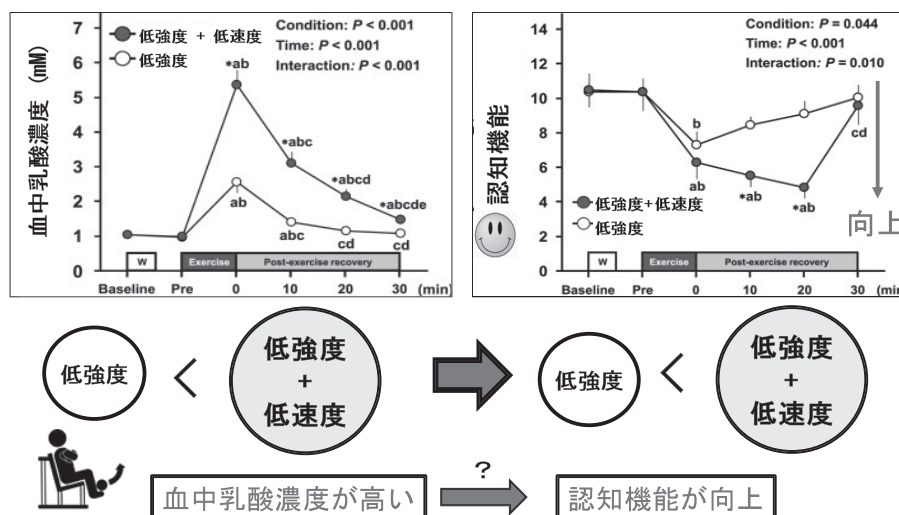 7
6
5
4
3
2
1
0
血中乳酸濃度 (mM)
低強度 + 低速度
低強度
Condition: P < 0.001
Time: P < 0.001
Interaction: P < 0.001
*ab
*abc
*abcd
*abcde
ab
abc
cd
cd
W
Exercise
Post-exercise recovery
Baseline
Pre
0
10
20
30
(min)
14
12
10
8
6
4
2
0
認知機能
Condition: P = 0.044
Time: P < 0.001
Interaction: P = 0.010
b
ab
*ab
*ab
cd
低強度+低速度
低強度
向上
W
Exercise
Post-exercise recovery
Baseline
Pre
0
10
20
30
(min)
低強度
<
低強度
+
低速度
低強度
<
低強度
+
低速度
血中乳酸濃度が高い
?
認知機能が向上